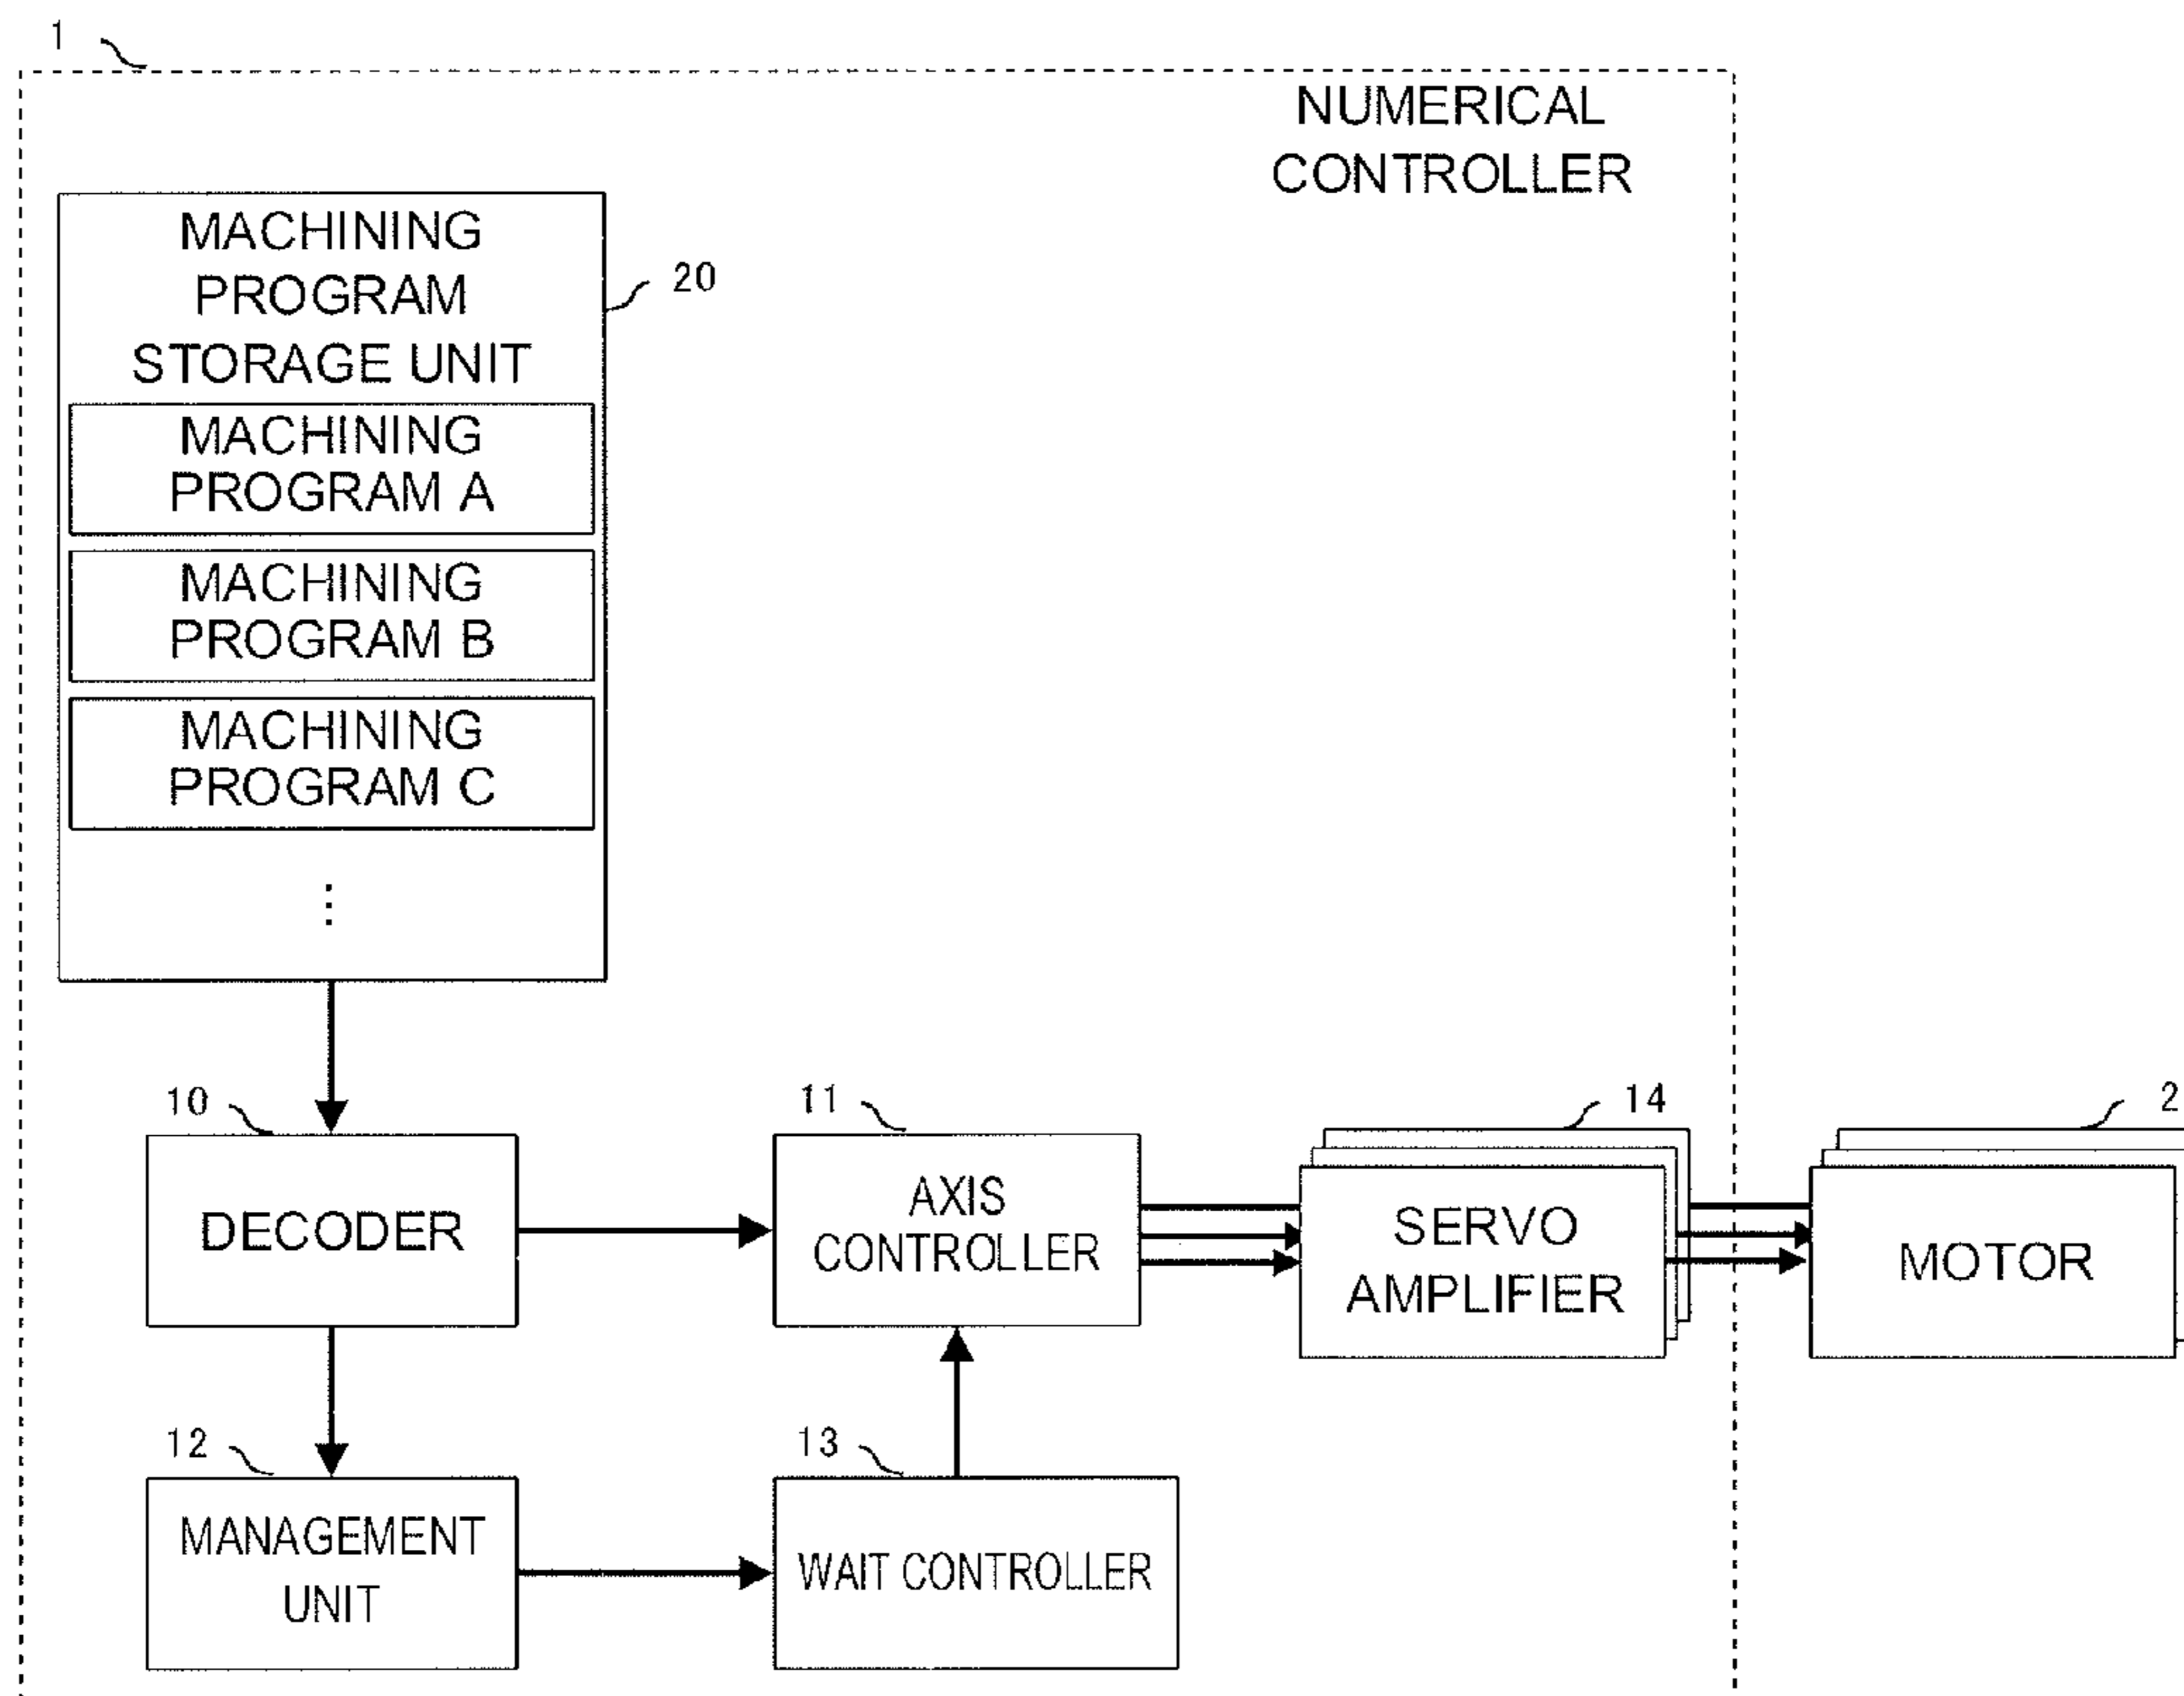 1
NUMERICAL
CONTROLLER
MACHINING
PROGRAM
STORAGE UNIT
20
MACHINING
PROGRAM A
MACHINING
PROGRAM B
MACHINING
PROGRAM C
⋮
10
11
14
2
DECODER
AXIS
CONTROLLER
SERVO
AMPLIFIER
MOTOR
12
13
MANAGEMENT
UNIT
WAIT CONTROLLER